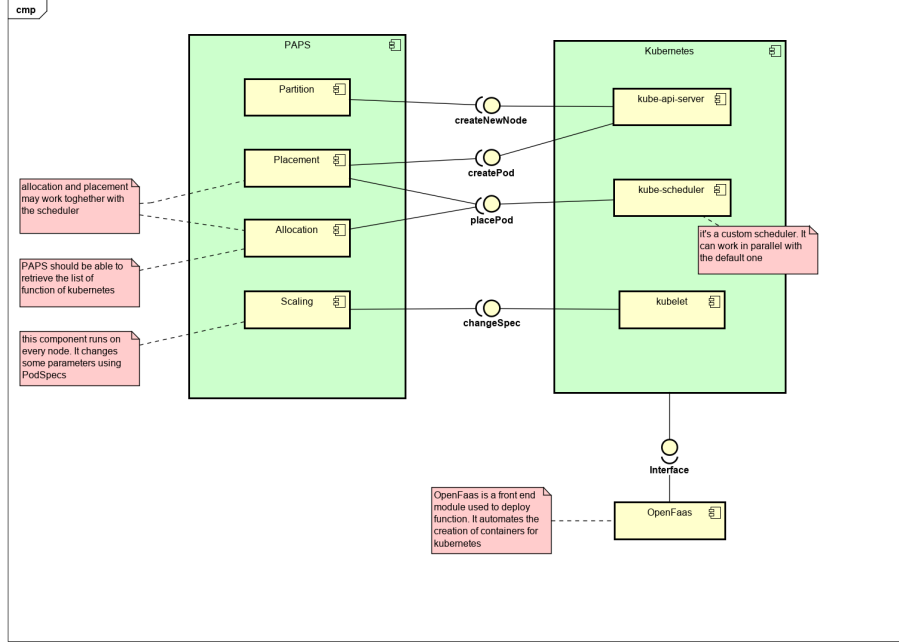 cmp
PAPS
Kubernetes
Partition
kube-api-server
createNewNode
Placement
createPod
allocation and placement
may work toghether with
the scheduler
kube-scheduler
placePod
Allocation
it's a custom scheduler. It
can work in parallel with
the default one
PAPS should be able to
retrieve the list of
function of kubernetes
Scaling
kubelet
changeSpec
this component runs on
every node. It changes
some parameters using
PodSpecs
Interface
OpenFaas is a front end
module used to deploy
function. It automates the
creation of containers for
kubernetes
OpenFaas